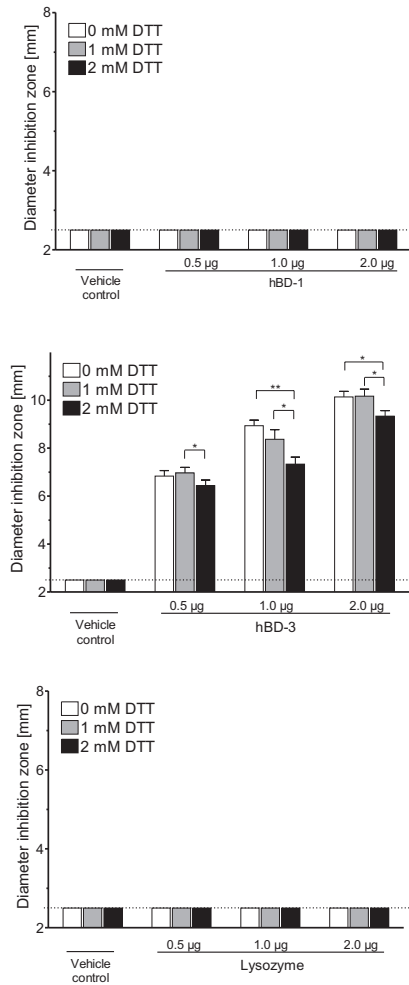 8
6
4
2
Diameter inhibition zone [mm]
0 mM DTT
1 mM DTT
2 mM DTT
Vehicle
control
0.5 µg 1.0 µg 2.0 µg
hBD-1
10
8
6
4
2
Diameter inhibition zone [mm]
0 mM DTT
1 mM DTT
2 mM DTT
*
**
*
*
*
Vehicle
control
0.5 µg 1.0 µg 2.0 µg
hBD-3
8
6
4
2
Diameter inhibition zone [mm]
0 mM DTT
1 mM DTT
2 mM DTT
Vehicle
control
0.5 µg 1.0 µg 2.0 µg
Lysozyme